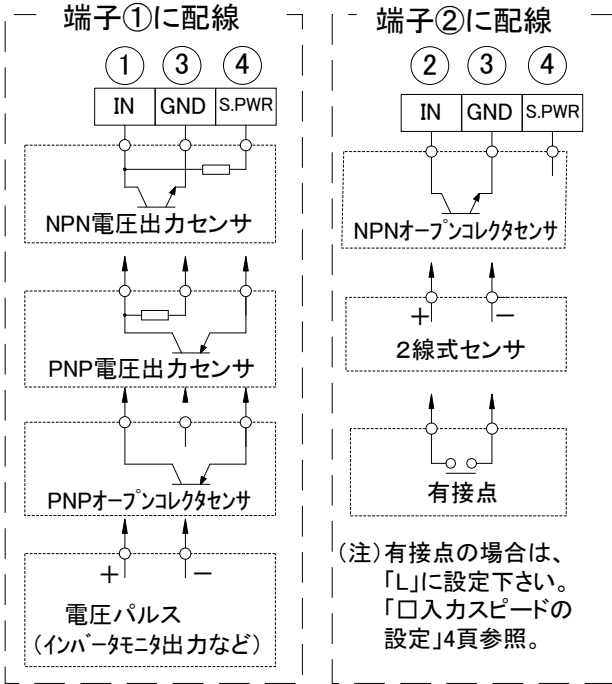 端子①に配線
① ③ ④
IN GND S.PWR
NPN電圧出力センサ
PNP電圧出力センサ
PNPオープンコレクタセンサ
+ −
電圧パルス
(インバータモニタ出力など)
端子②に配線
② ③ ④
IN GND S.PWR
NPNオープンコレクタセンサ
+ −
2線式センサ
有接点
(注)有接点の場合は、
「L」に設定下さい。
「□入力スピードの
設定」4頁参照。